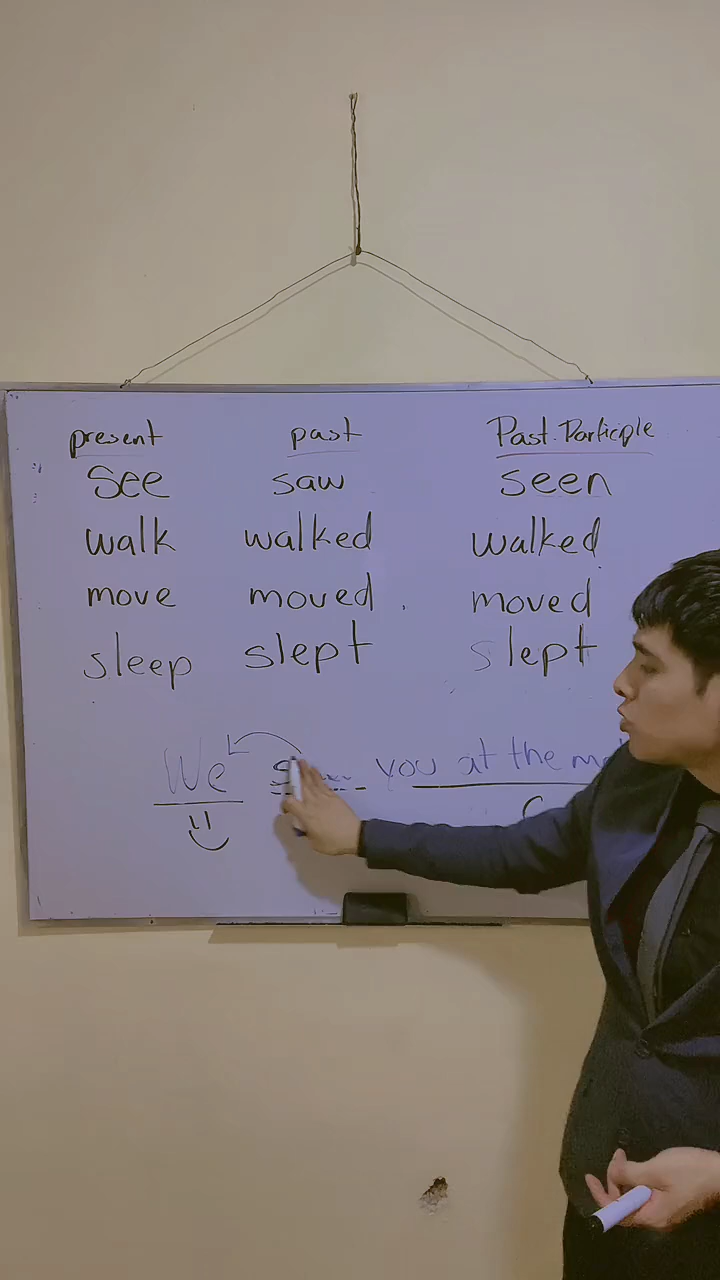 present past Past Participle
see saw seen
walk walked walked
move moved moved
sleep slept slept
We you at the